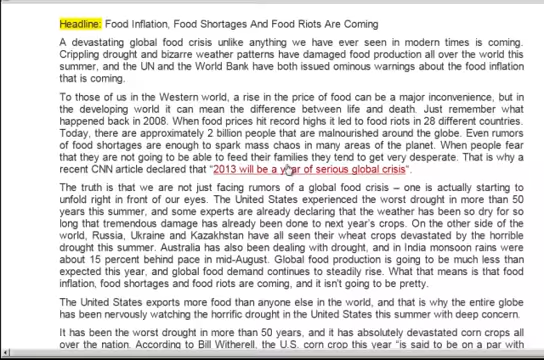 Headline: Food Inflation, Food Shortages And Food Riots Are Coming
A devastating global food crisis unlike anything we have ever seen in modern times is coming.
Crippling drought and bizarre weather patterns have damaged food production all over the world this
summer, and the UN and the World Bank have both issued ominous warnings about the food inflation
that is coming.
To those of us in the Western world, a rise in the price of food can be a major inconvenience, but in
the developing world it can mean the difference between life and death. Just remember what
happened back in 2008. When food prices hit record highs it led to food riots in 28 different countries.
Today, there are approximately 2 billion people that are malnourished around the globe. Even rumors
of food shortages are enough to spark mass chaos in many areas of the planet. When people fear
that they are not going to be able to feed their families they tend to get very desperate. That is why a
recent CNN article declared that "2013 will be a year of serious global crisis".
The truth is that we are not just facing rumors of a global food crisis – one is actually starting to
unfold right in front of our eyes. The United States experienced the worst drought in more than 50
years this summer, and some experts are already declaring that the weather has been so dry for so
long that tremendous damage has already been done to next year's crops. On the other side of the
world, Russia, Ukraine and Kazakhstan have all seen their wheat crops devastated by the horrible
drought this summer. Australia has also been dealing with drought, and in India monsoon rains were
about 15 percent behind pace in mid-August. Global food production is going to be much less than
expected this year, and global food demand continues to steadily rise. What that means is that food
inflation, food shortages and food riots are coming, and it isn't going to be pretty.
The United States exports more food than anyone else in the world, and that is why the entire globe
has been nervously watching the horrific drought in the United States this summer with deep concern.
It has been the worst drought in more than 50 years, and it has absolutely devastated corn crops all
over the nation. According to Bill Witherell, the U.S. corn crop this year "is said to be on a par with